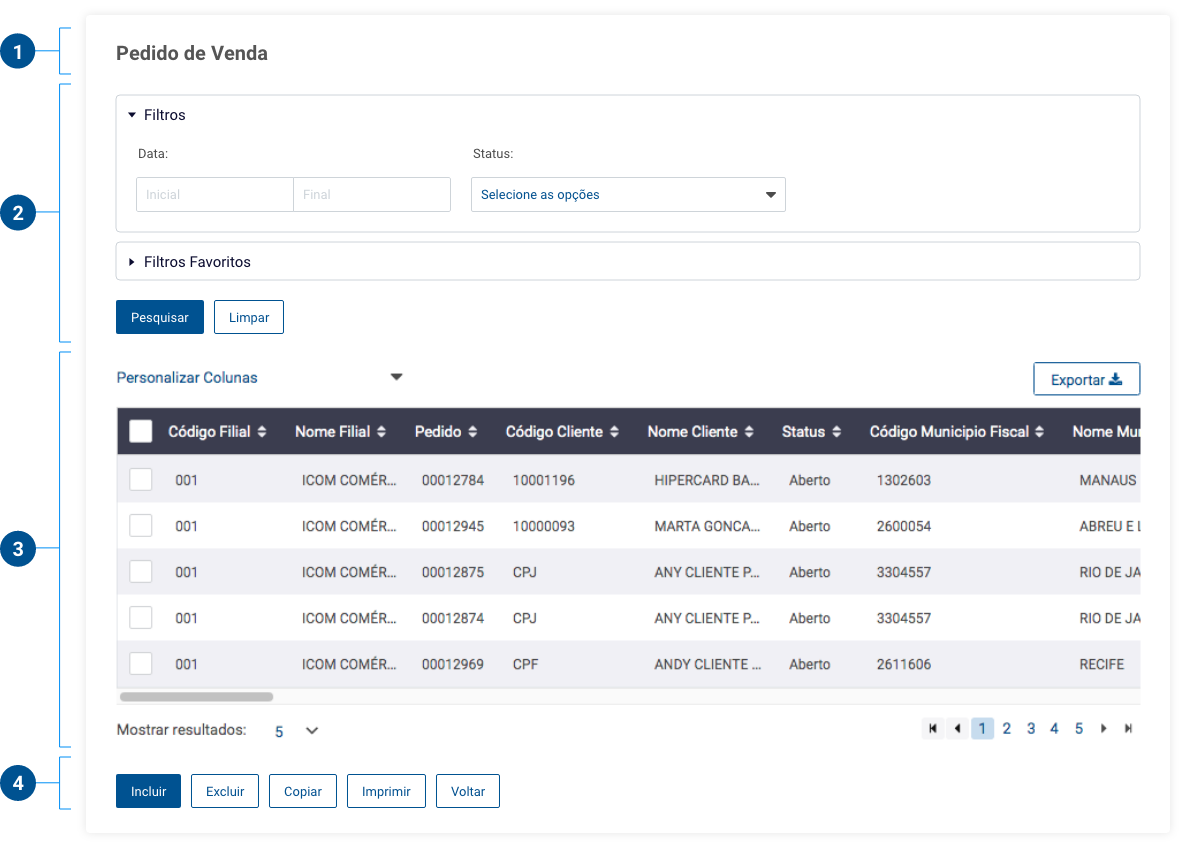 1
Pedido de Venda
2
Filtros
Data: Status:
Inicial Final Selecione as opções
Filtros Favoritos
Pesquisar Limpar
3
Personalizar Colunas Exportar
Código Filial Nome Filial Pedido Código Cliente Nome Cliente Status Código Municipio Fiscal Nome Mun
001 ICOM COMÉR... 00012784 10001196 HIPERCARD BA... Aberto 1302603 MANAUS
001 ICOM COMÉR... 00012945 10000093 MARTA GONCA... Aberto 2600054 ABREU E L
001 ICOM COMÉR... 00012875 CPJ ANY CLIENTE P... Aberto 3304557 RIO DE JA
001 ICOM COMÉR... 00012874 CPJ ANY CLIENTE P... Aberto 3304557 RIO DE JA
001 ICOM COMÉR... 00012969 CPF ANDY CLIENTE ... Aberto 2611606 RECIFE
Mostrar resultados: 5 1 2 3 4 5
4
Incluir Excluir Copiar Imprimir Voltar